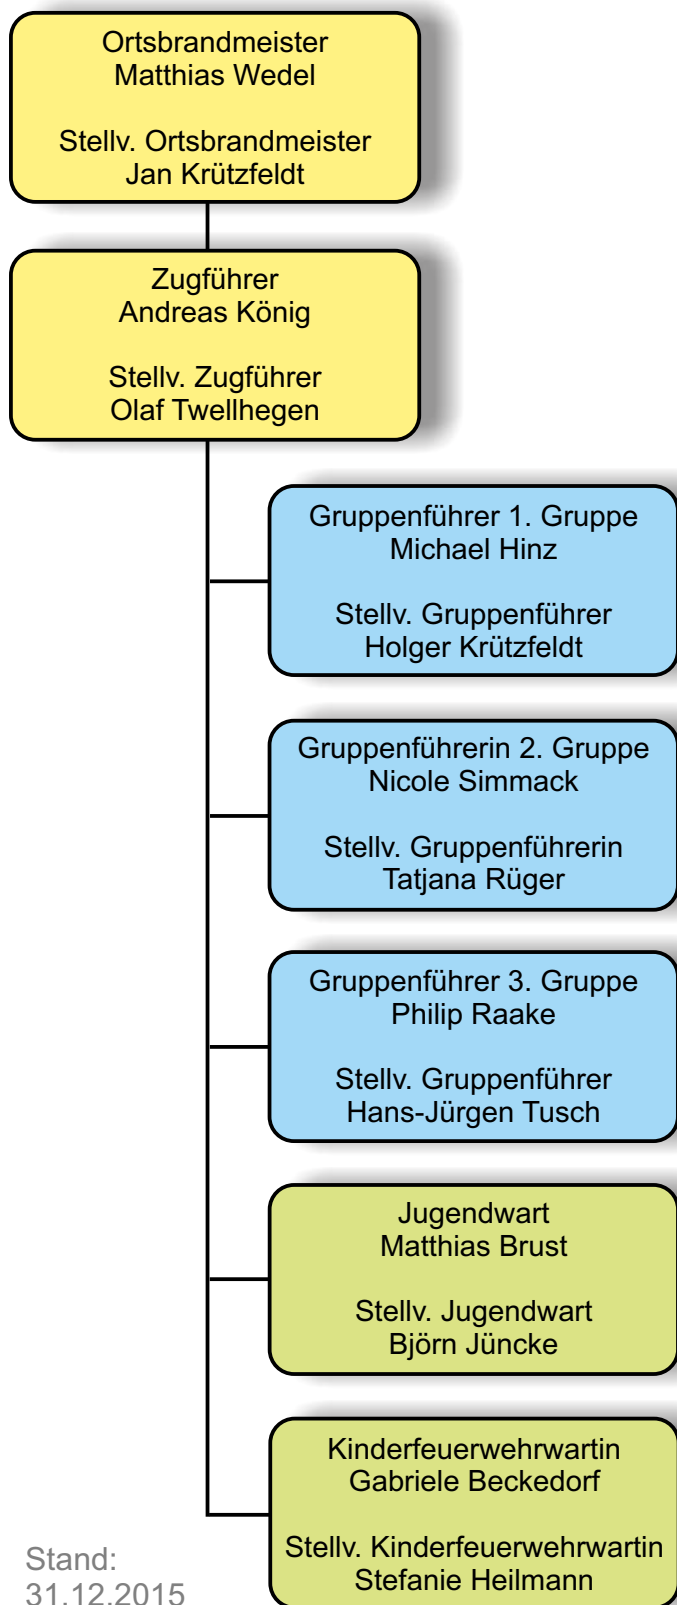 Ortsbrandmeister
Matthias Wedel
Stellv. Ortsbrandmeister
Jan Krützfeldt
Zugführer
Andreas König
Stellv. Zugführer
Olaf Twellhegen
Gruppenführer 1. Gruppe
Michael Hinz
Stellv. Gruppenführer
Holger Krützfeldt
Gruppenführerin 2. Gruppe
Nicole Simmack
Stellv. Gruppenführerin
Tatjana Rüger
Gruppenführer 3. Gruppe
Philip Raake
Stellv. Gruppenführer
Hans-Jürgen Tusch
Jugendwart
Matthias Brust
Stellv. Jugendwart
Björn Jüncke
Kinderfeuerwehrwartin
Gabriele Beckedorf
Stellv. Kinderfeuerwehrwartin
Stefanie Heilmann
Stand:
31.12.2015